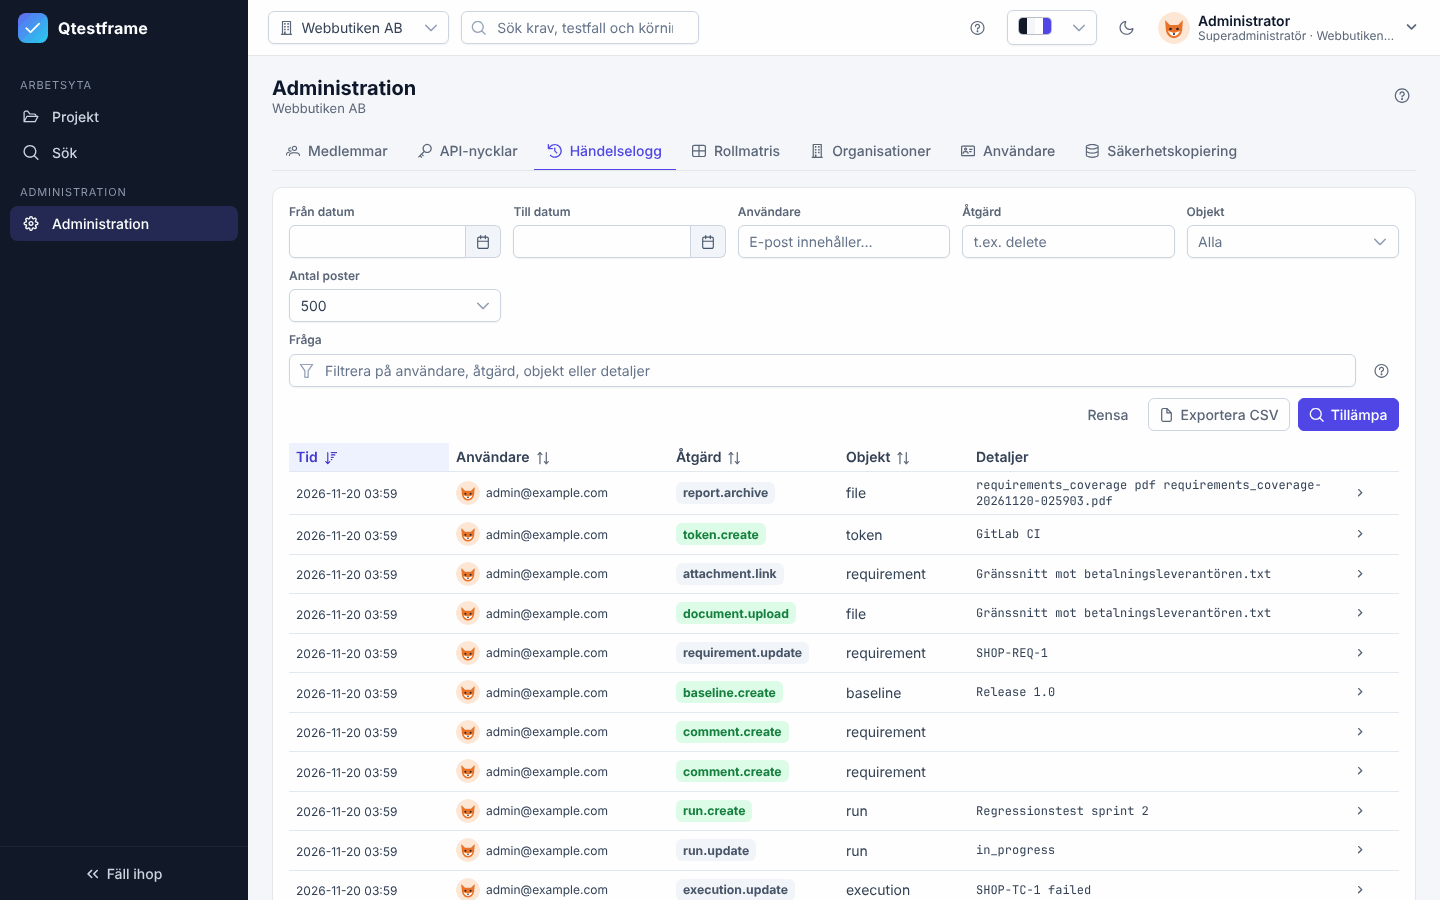 Qtestframe
Webbutiken AB
Sök krav, testfall och körni
Administrator
Superadministratör · Webbutiken...
ARBETSYTA
Projekt
Sök
ADMINISTRATION
Administration
Fäll ihop
Administration
Webbutiken AB
Medlemmar API-nycklar Händelselogg Rollmatris Organisationer Användare Säkerhetskopiering
Från datum Till datum Användare Åtgärd Objekt
E-post innehåller... t.ex. delete Alla
Antal poster
500
Fråga
Filtrera på användare, åtgärd, objekt eller detaljer
Rensa Exportera CSV Tillämpa
Tid Användare Åtgärd Objekt Detaljer
2026-11-20 03:59 admin@example.com report.archive file requirements_coverage pdf requirements_coverage-
20261120-025903.pdf
2026-11-20 03:59 admin@example.com token.create token GitLab CI
2026-11-20 03:59 admin@example.com attachment.link requirement Gränssnitt mot betalningsleverantören.txt
2026-11-20 03:59 admin@example.com document.upload file Gränssnitt mot betalningsleverantören.txt
2026-11-20 03:59 admin@example.com requirement.update requirement SHOP-REQ-1
2026-11-20 03:59 admin@example.com baseline.create baseline Release 1.0
2026-11-20 03:59 admin@example.com comment.create requirement
2026-11-20 03:59 admin@example.com comment.create requirement
2026-11-20 03:59 admin@example.com run.create run Regressionstest sprint 2
2026-11-20 03:59 admin@example.com run.update run in_progress
2026-11-20 03:59 admin@example.com execution.update execution SHOP-TC-1 failed